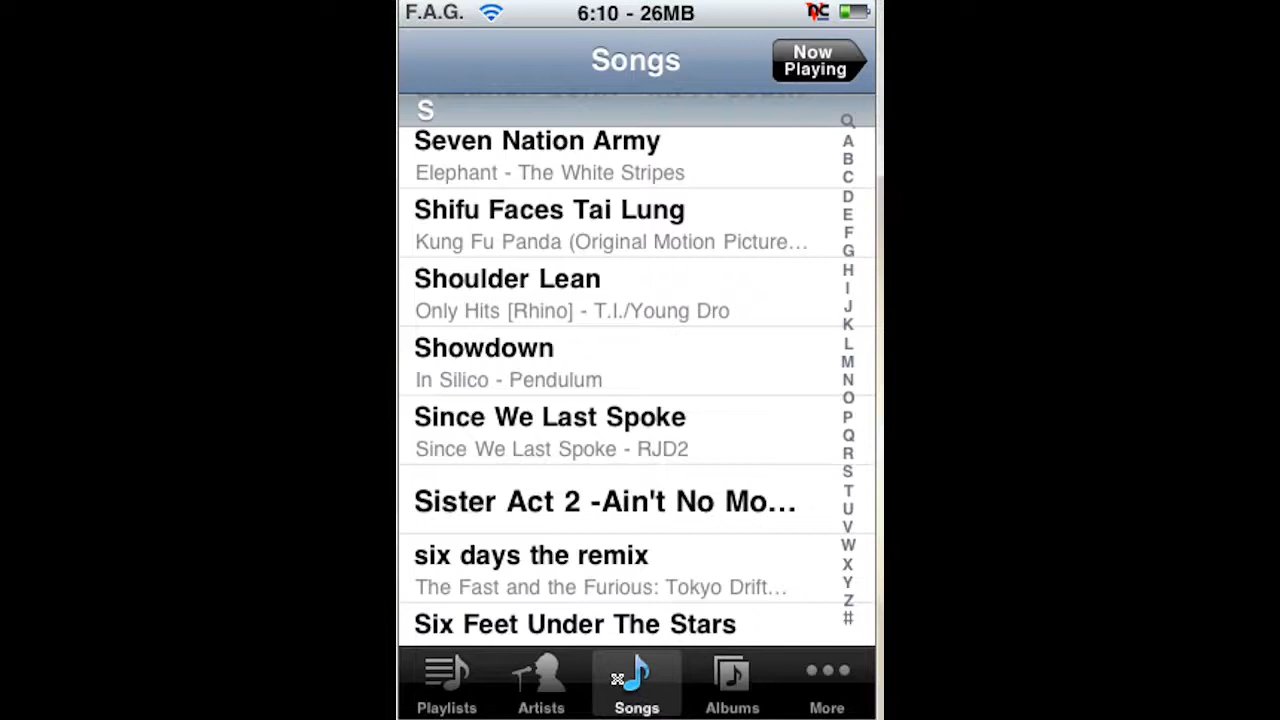 F.A.G. 6:10 - 26MB
Songs
Now
Playing
S
Seven Nation Army
Elephant - The White Stripes
Shifu Faces Tai Lung
Kung Fu Panda (Original Motion Picture...
Shoulder Lean
Only Hits [Rhino] - T.I./Young Dro
Showdown
In Silico - Pendulum
Since We Last Spoke
Since We Last Spoke - RJD2
Sister Act 2 -Ain't No Mo...
six days the remix
The Fast and the Furious: Tokyo Drift...
Six Feet Under The Stars
A
B
C
D
E
F
G
H
I
J
K
L
M
N
O
P
Q
R
S
T
U
V
W
X
Y
Z
#
Playlists Artists Songs Albums More